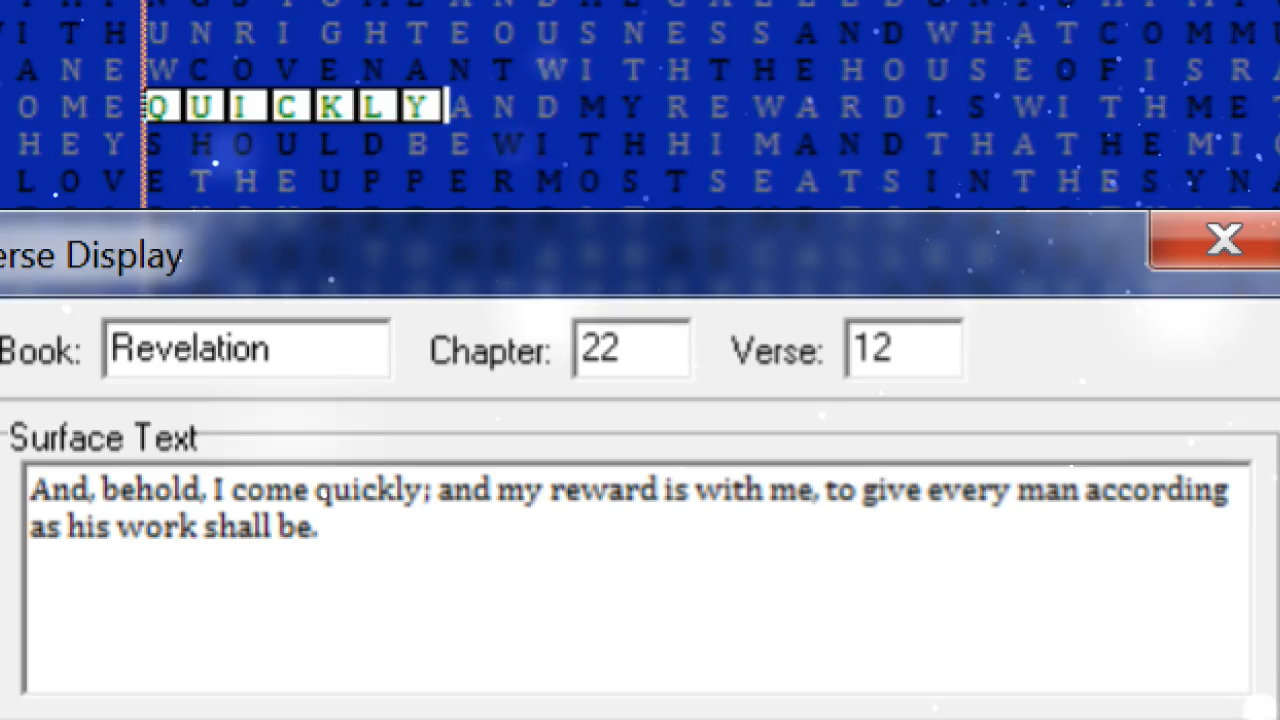 I T H U N R I G H T E O U S N E S S A N D W H A T C O M M
A N E W C O V E N A N T W I T H T H E H O U S E O F I S R A
O M E Q U I C K L Y A N D M Y R E W A R D I S W I T H M E
H E Y S H O U L D B E W I T H H I M A N D T H A T H E M I
L O V E T H E U P P E R M O S T S E A T S I N T H E S Y N A
erse Display
Book: Revelation Chapter: 22 Verse: 12
Surface Text
And, behold, I come quickly; and my reward is with me, to give every man according
as his work shall be.